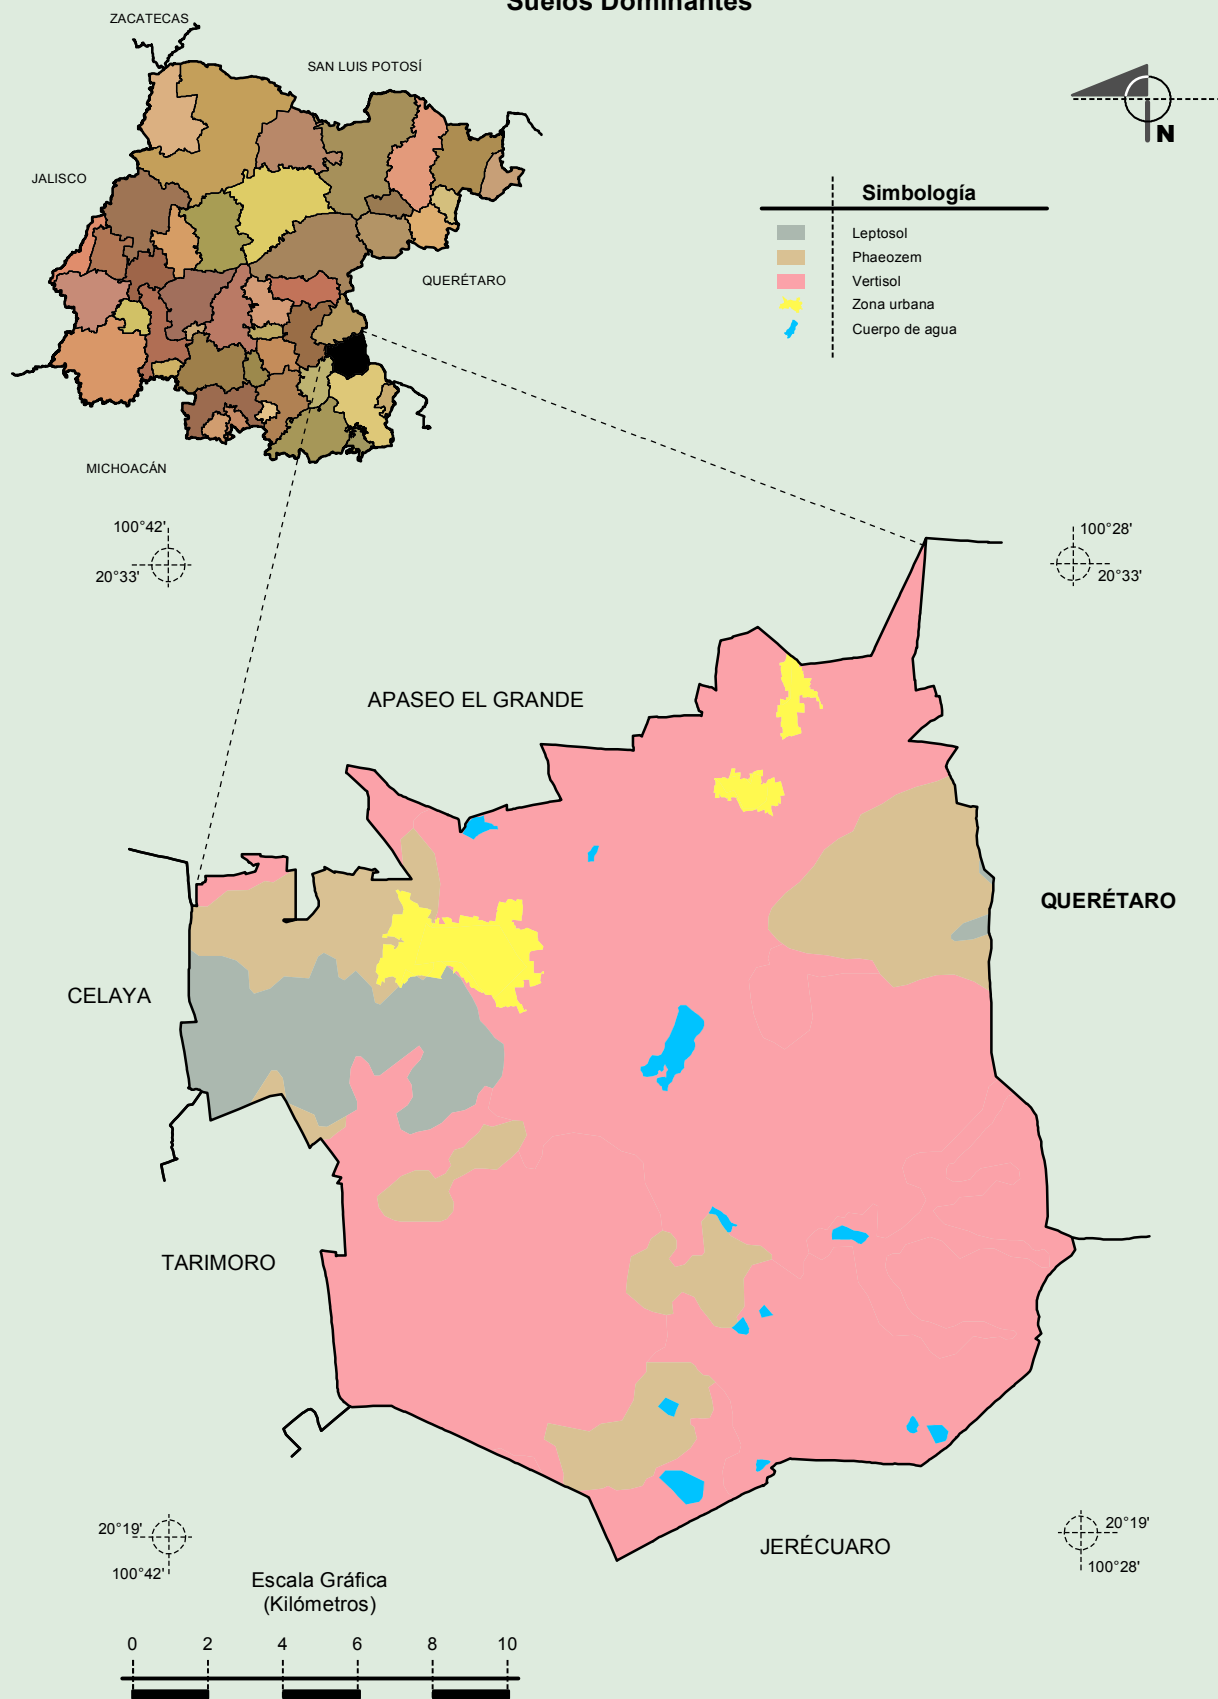 Suelos Dominantes
ZACATECAS
SAN LUIS POTOSÍ
N
JALISCO
Simbología
Leptosol
Phaeozem
Vertisol
Zona urbana
Cuerpo de agua
QUERÉTARO
MICHOACÁN
100°42'
20°33'
100°28'
20°33'
APASEO EL GRANDE
QUERÉTARO
CELAYA
TARIMORO
JERÉCUARO
20°19'
100°42'
20°19'
100°28'
Escala Gráfica
(Kilómetros)
0 2 4 6 8 10